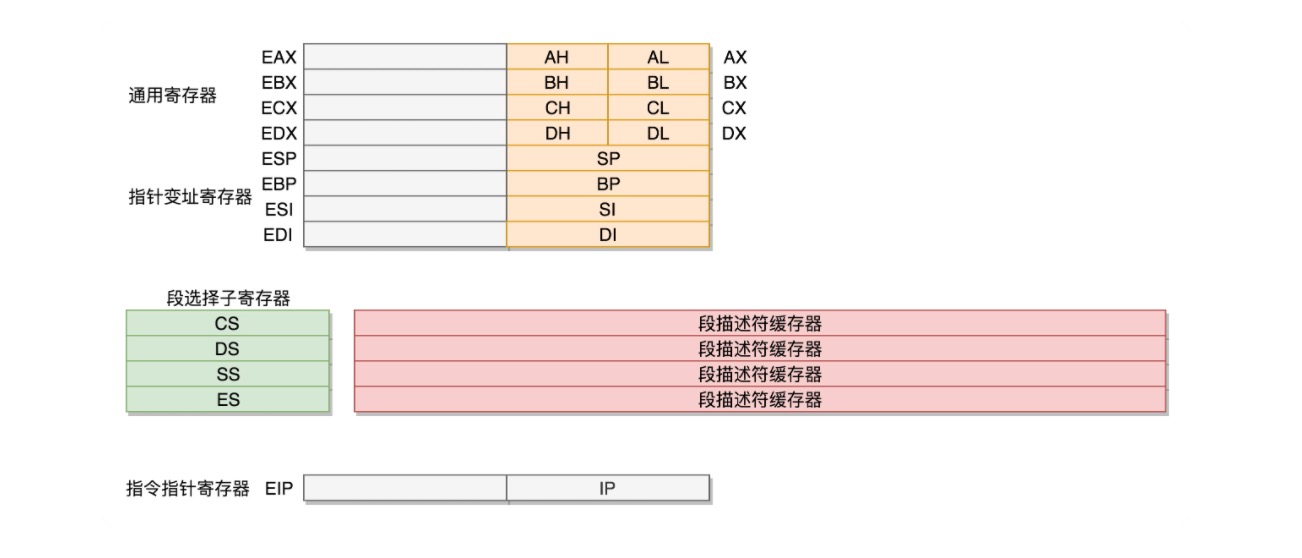 EAX AH AL AX
EBX BH BL BX
通用寄存器
ECX CH CL CX
EDX DH DL DX
ESP SP
EBP BP
指针变址寄存器
ESI SI
EDI DI
段选择子寄存器
CS 段描述符缓存器
DS 段描述符缓存器
SS 段描述符缓存器
ES 段描述符缓存器
指令指针寄存器 EIP IP